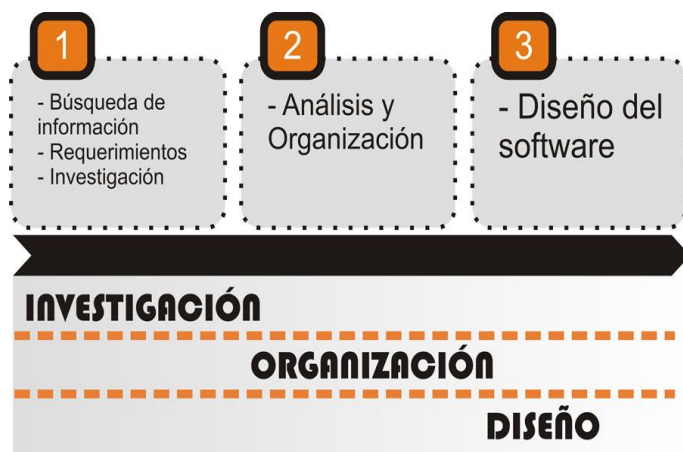 1
- Búsqueda de
información
- Requerimientos
- Investigación
2
- Análisis y
Organización
3
- Diseño del
software
INVESTIGACIÓN
ORGANIZACIÓN
DISEÑO